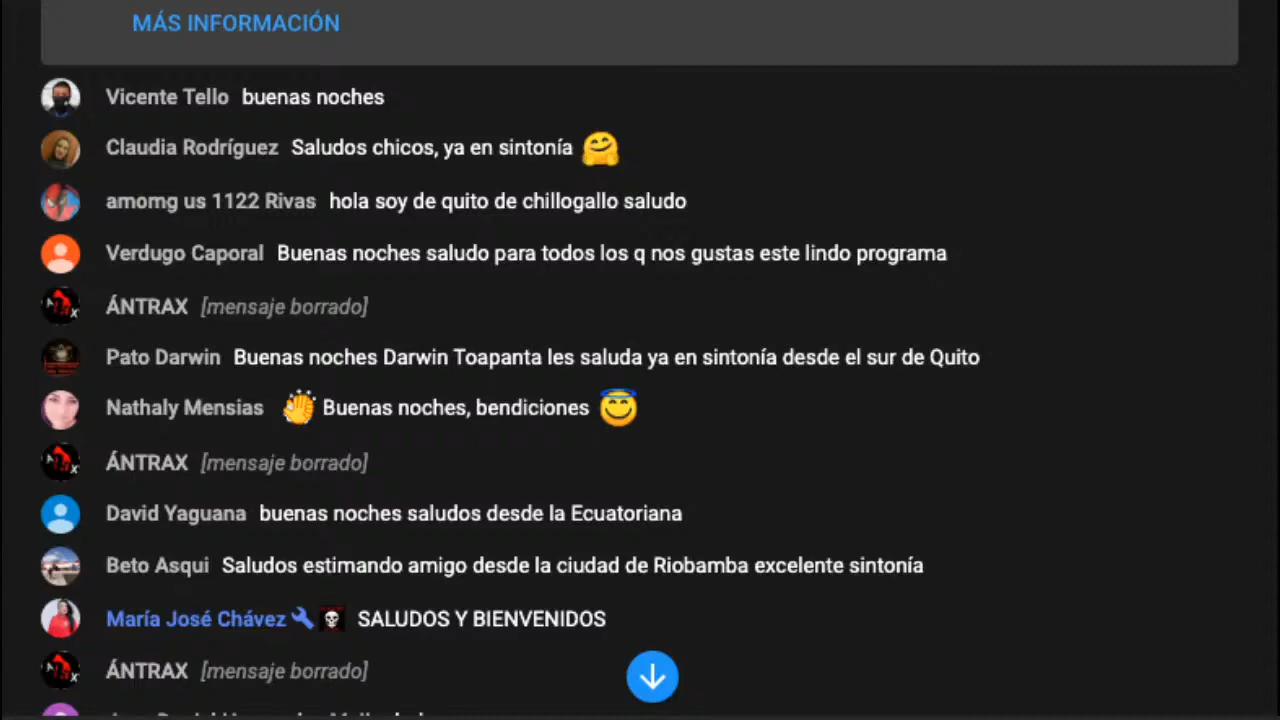 MÁS INFORMACIÓN
Vicente Tello buenas noches
Claudia Rodríguez Saludos chicos, ya en sintonía 🤗
amomg us 1122 Rivas hola soy de quito de chillogallo saludo
Verdugo Caporal Buenas noches saludo para todos los q nos gustas este lindo programa
ÁNTRAX [mensaje borrado]
Pato Darwin Buenas noches Darwin Toapanta les saluda ya en sintonía desde el sur de Quito
Nathaly Mensias 👏 Buenas noches, bendiciones 😇
ÁNTRAX [mensaje borrado]
David Yaguana buenas noches saludos desde la Ecuatoriana
Beto Asqui Saludos estimando amigo desde la ciudad de Riobamba excelente sintonía
María José Chávez SALUDOS Y BIENVENIDOS
ÁNTRAX [mensaje borrado]